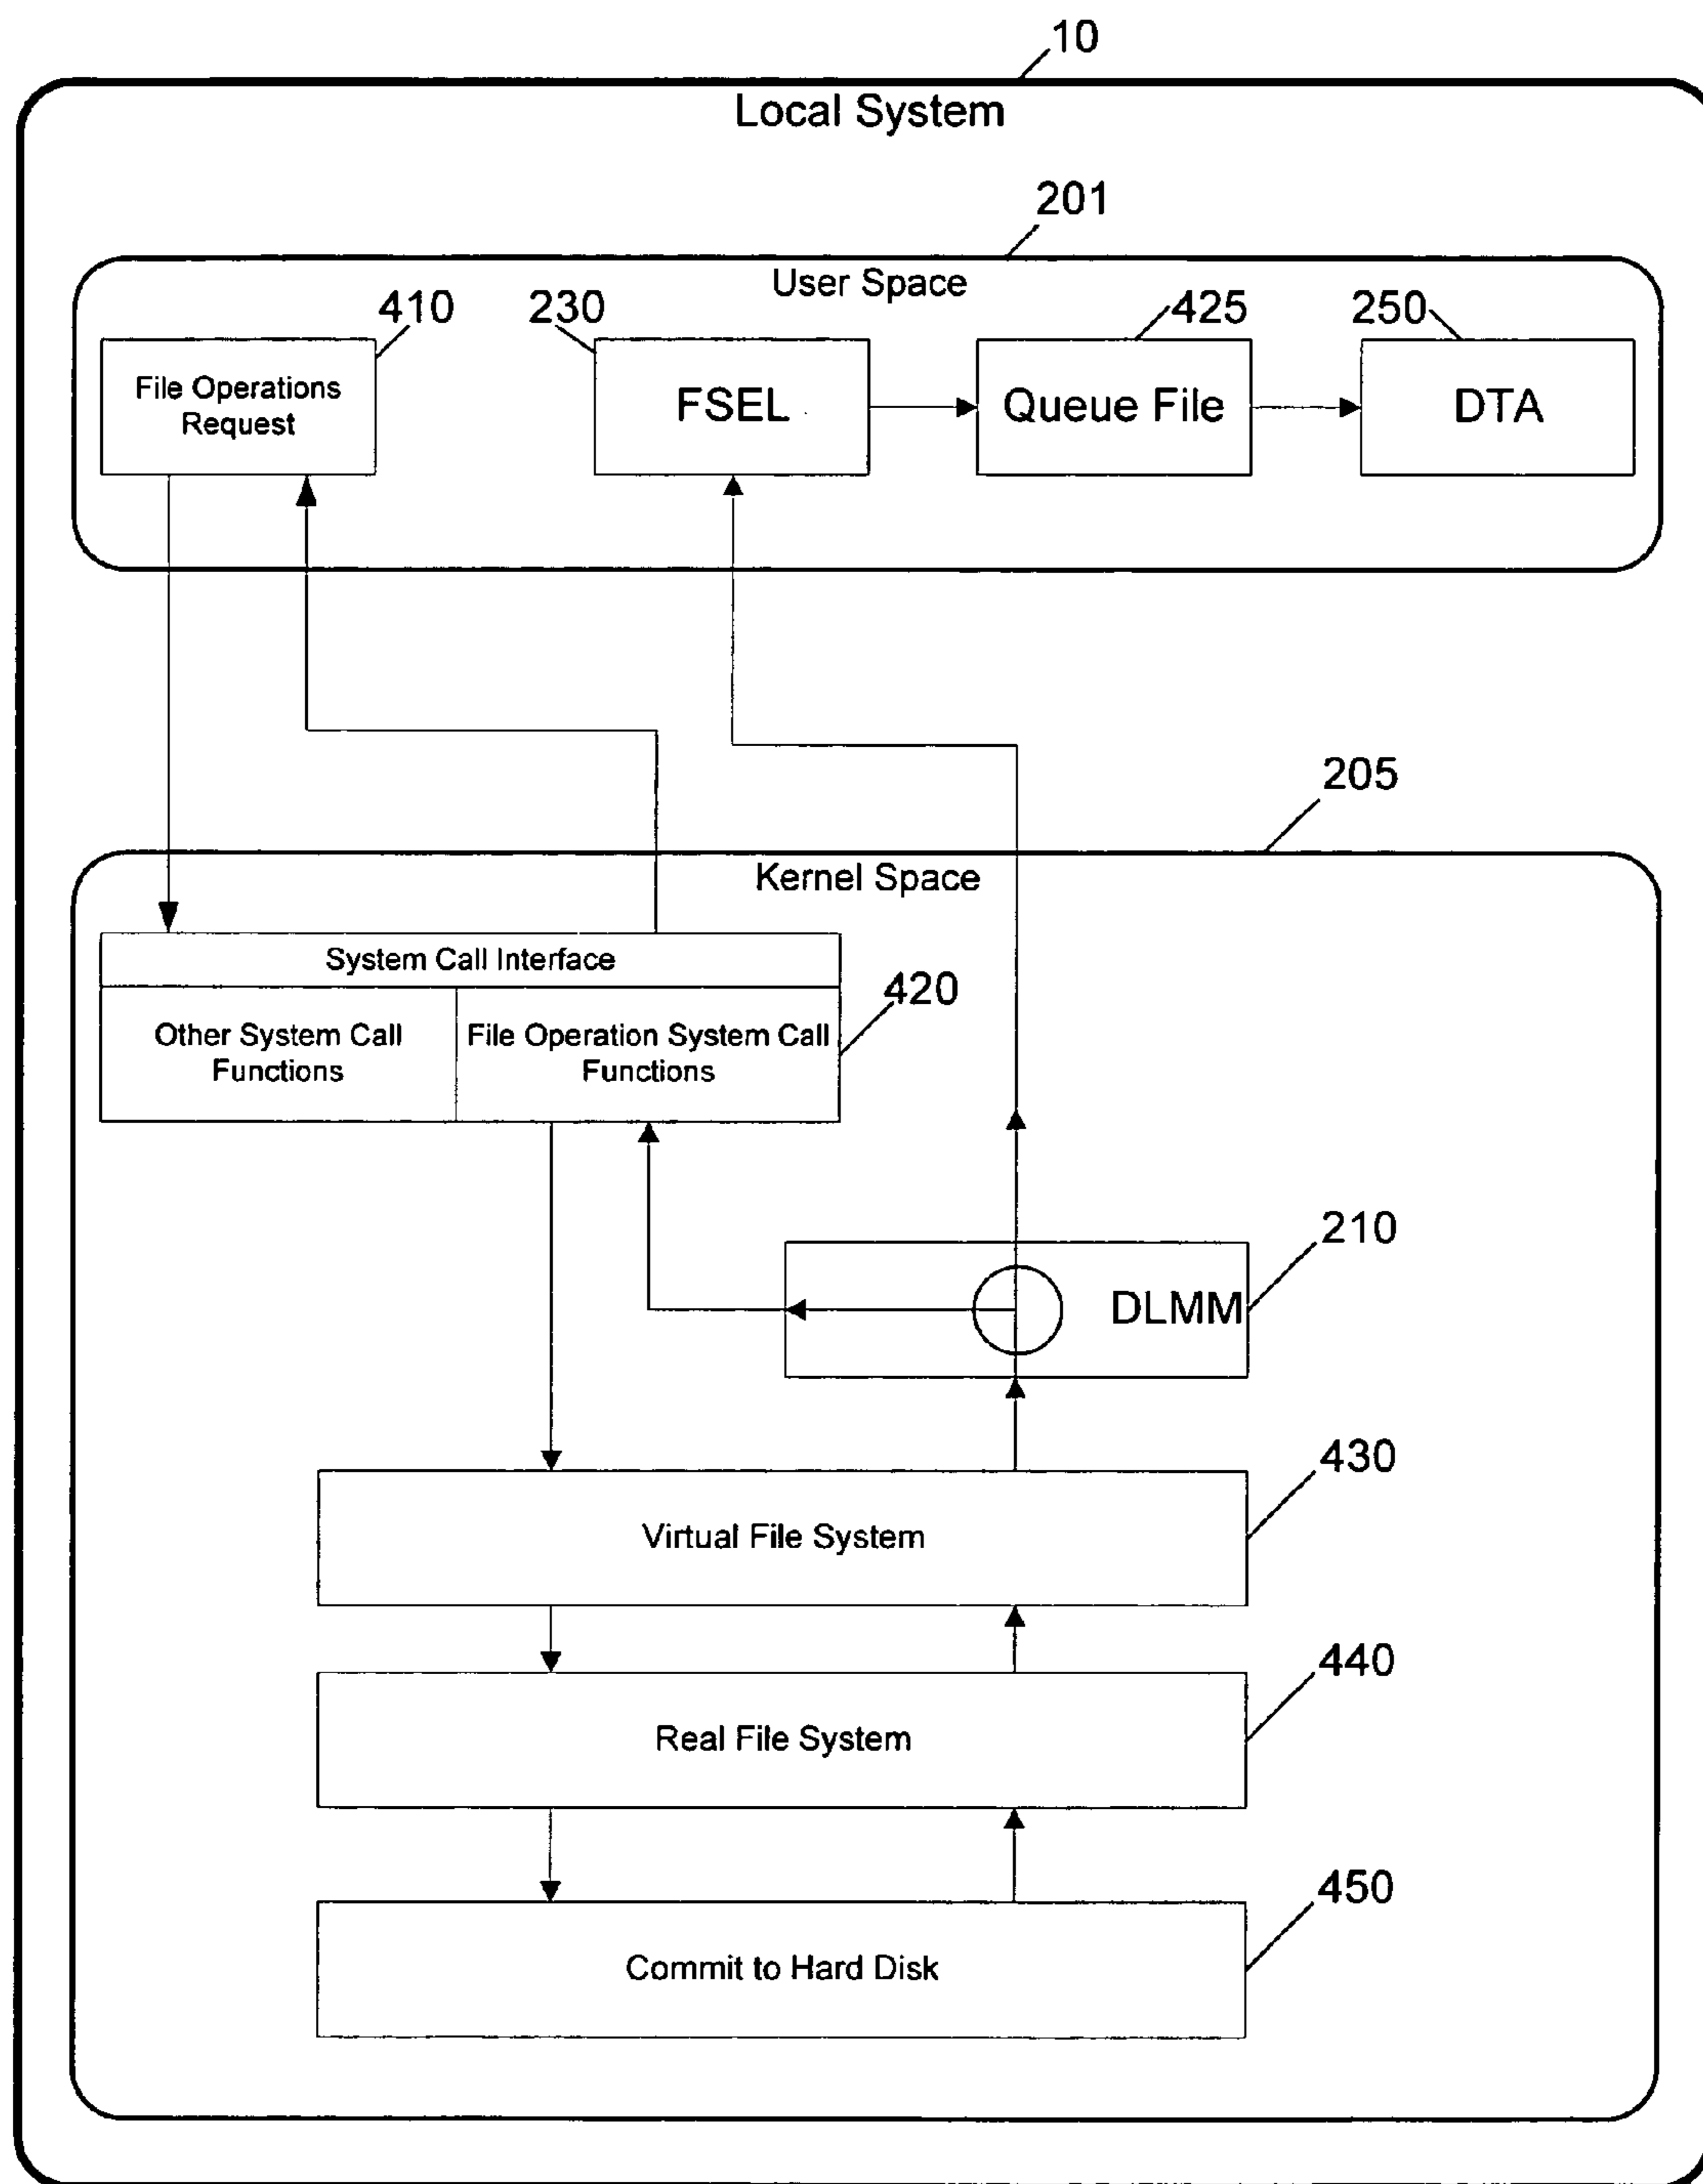 10
Local System
201
User Space
410
230
425
250
File Operations
Request
FSEL
Queue File
DTA
205
Kernel Space
System Call Interface
420
Other System Call
Functions
File Operation System Call
Functions
210
DLMM
430
Virtual File System
440
Real File System
450
Commit to Hard Disk